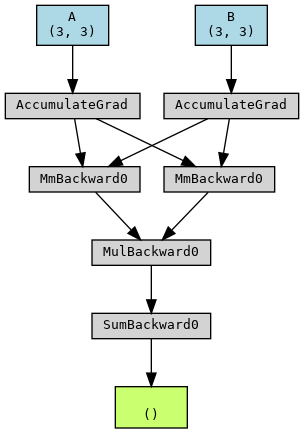 A
(3, 3)
B
(3, 3)
AccumulateGrad
AccumulateGrad
MmBackward0
MmBackward0
MulBackward0
SumBackward0
()